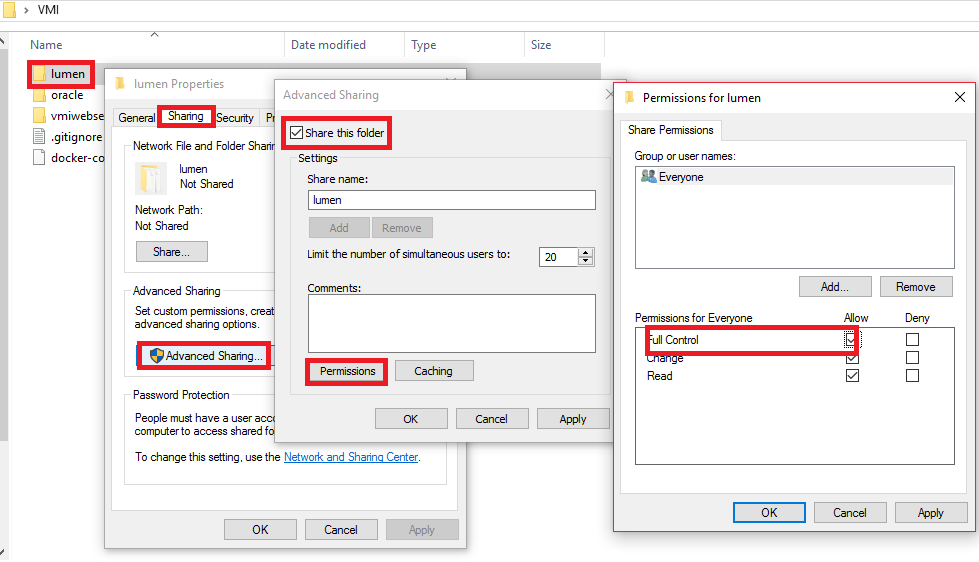 VMI
Name
Date modified
Type
Size
lumen
oracle
vmiwebse
.gitignore
docker-co
lumen Properties
General
Sharing
Security
Pr
Network File and Folder Sharin
lumen
Not Shared
Network Path:
Not Shared
Share...
Advanced Sharing
Set custom permissions, creat
advanced sharing options.
Advanced Sharing...
Password Protection
People must have a user acco
computer to access shared fo
To change this setting, use the Network and Sharing Center.
OK
Cancel
Apply
Advanced Sharing
Share this folder
Settings
Share name:
lumen
Add
Remove
Limit the number of simultaneous users to:
20
Comments:
Permissions
Caching
OK
Cancel
Apply
Permissions for lumen
Share Permissions
Group or user names:
Everyone
Add...
Remove
Permissions for Everyone
Allow
Deny
Full Control
Change
Read
OK
Cancel
Apply